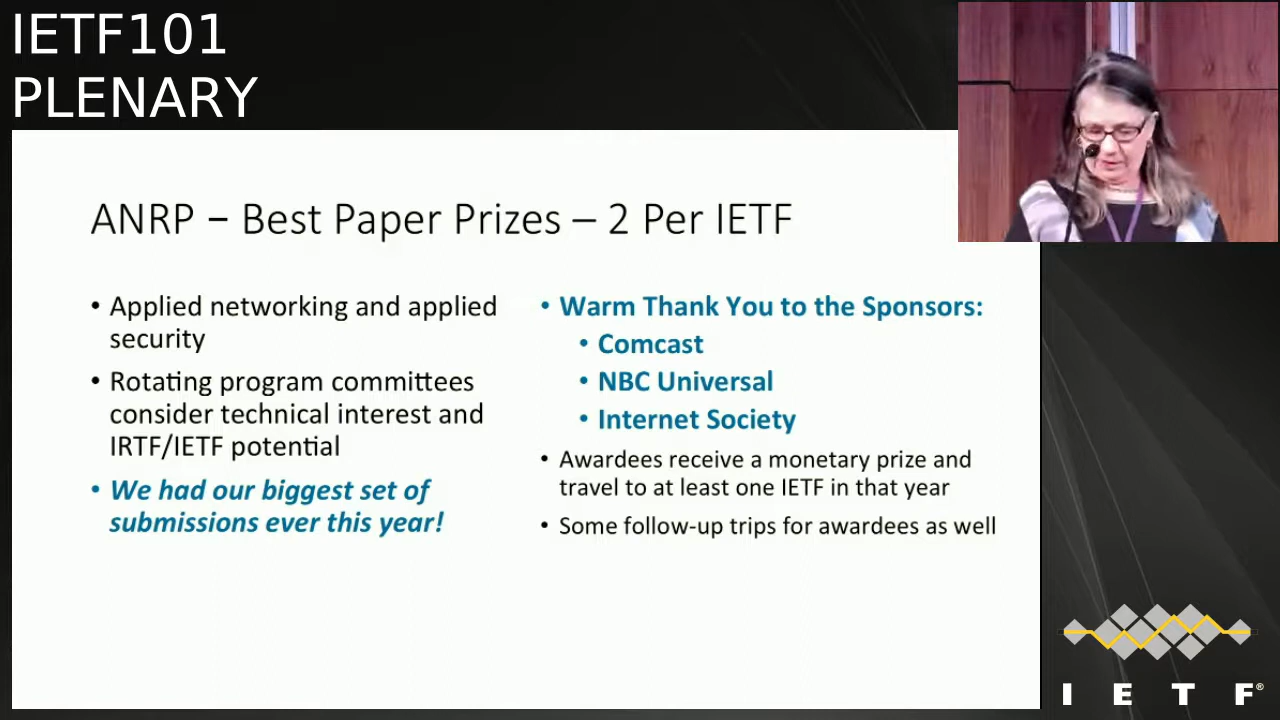 IETF101
PLENARY
ANRP – Best Paper Prizes – 2 Per IETF
• Applied networking and applied
security
• Rotating program committees
consider technical interest and
IRTF/IETF potential
• We had our biggest set of
submissions ever this year!
• Warm Thank You to the Sponsors:
• Comcast
• NBC Universal
• Internet Society
• Awardees receive a monetary prize and
travel to at least one IETF in that year
• Some follow-up trips for awardees as well
I E T F®